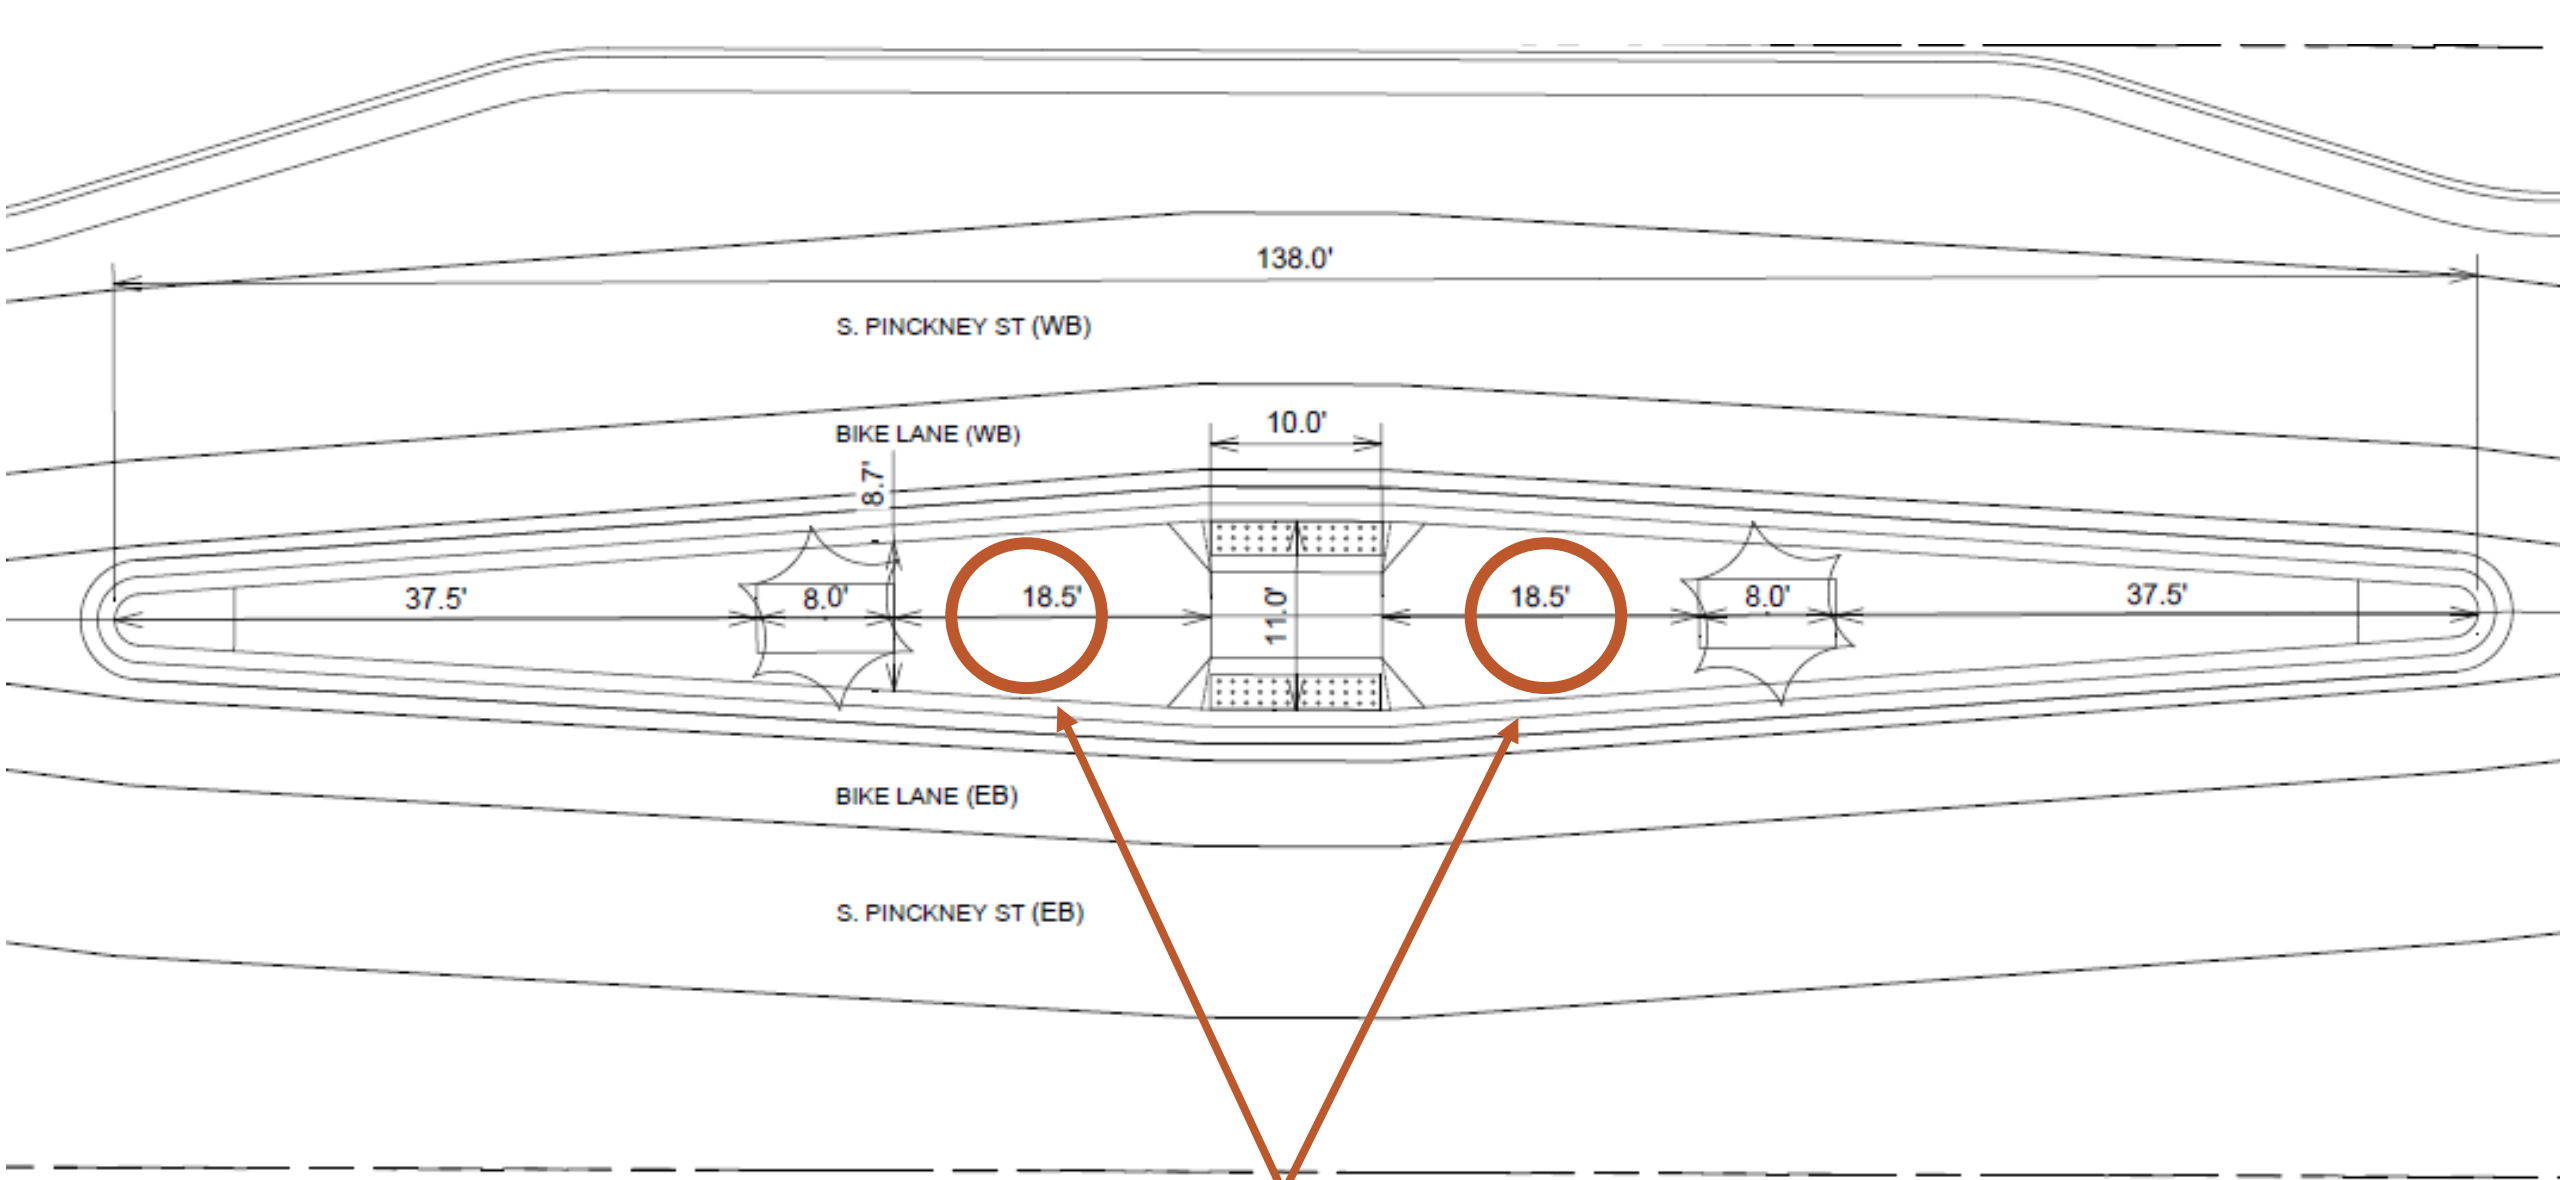 138.0'
S. PINCKNEY ST (WB)
10.0'
BIKE LANE (WB)
8.7'
37.5'
8.0'
18.5'
11.0'
18.5'
8.0'
37.5'
BIKE LANE (EB)
S. PINCKNEY ST (EB)